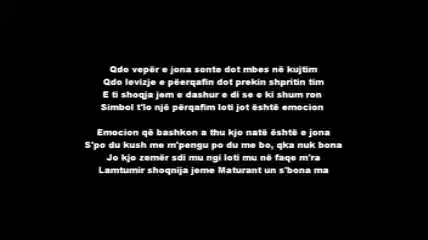 Qdo vepër e jona sonte dot mbes në kujtim
Qdo levizje e pëerqafin dot prekin shpritin tim
E ti shoqja jem e dashur e di se e ki shum ron
Simbol t'lo një përqafim loti jot është emocion
Emocion që bashkon a thu kjo natë është e jona
S'po du kush me m'pengu po du me bo, qka nuk bona
Jo kjo zemër sdi mu ngi loti mu në faqe m'ra
Lamtumir shoqnija jeme Maturant un s'bona ma